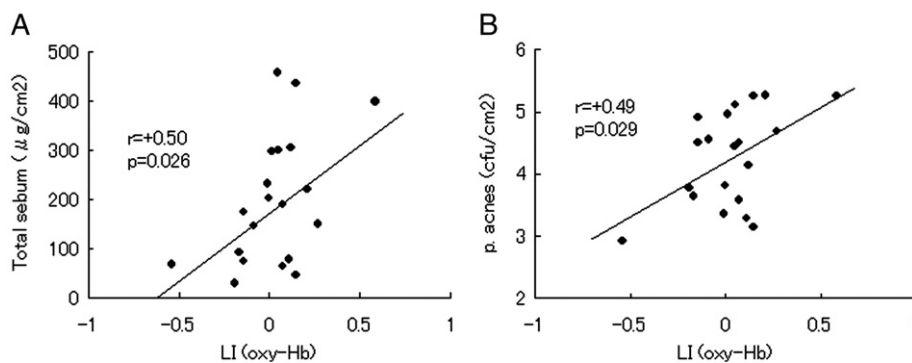 A
Total sebum (μg/cm2)
500
400
300
200
100
0
r=+0.50
p=0.026
-1
-0.5
0
0.5
1
LI (oxy-Hb)
B
p. acnes (cfu/cm2)
6
5
4
3
2
r=+0.49
p=0.029
-1
-0.5
0
0.5
LI (oxy-Hb)